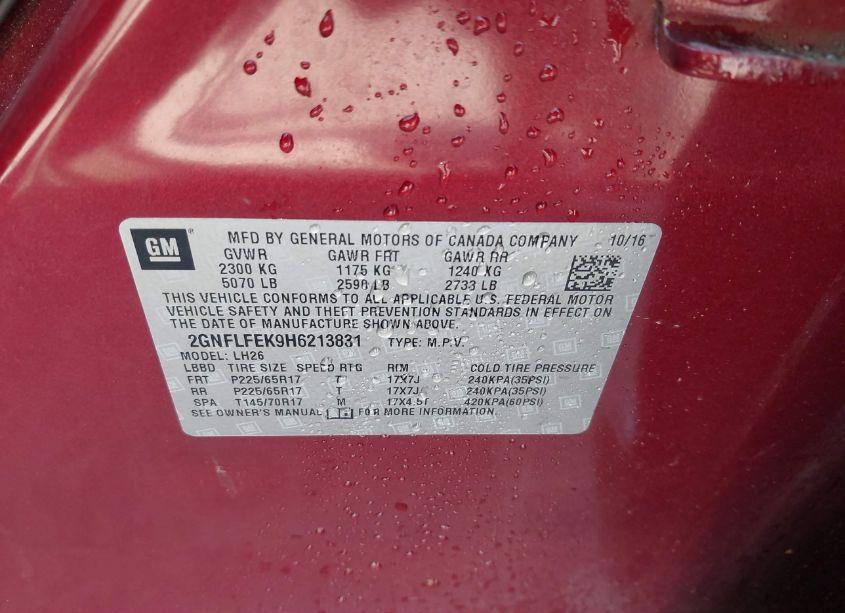 GM MFD BY GENERAL MOTORS OF CANADA COMPANY 10/16
GVWR GAWR FRT GAWR RR
2300 KG 1175 KG 1240 KG
5070 LB 2590 LB 2733 LB
THIS VEHICLE CONFORMS TO ALL APPLICABLE U.S. FEDERAL MOTOR
VEHICLE SAFETY AND THEFT PREVENTION STANDARDS IN EFFECT ON
THE DATE OF MANUFACTURE SHOWN ABOVE.
2GNFLFEK9H6213831 TYPE: M.P.V.
MODEL: LH26
LBBD TIRE SIZE SPEED RTG RIM COLD TIRE PRESSURE
FRT P225/65R17 T 17X7J 240KPA(35PSI)
RR P225/65R17 T 17X7J 240KPA(35PSI)
SPA T145/70R17 M 17X4.5T 420KPA(60PSI)
SEE OWNER'S MANUAL FOR MORE INFORMATION.